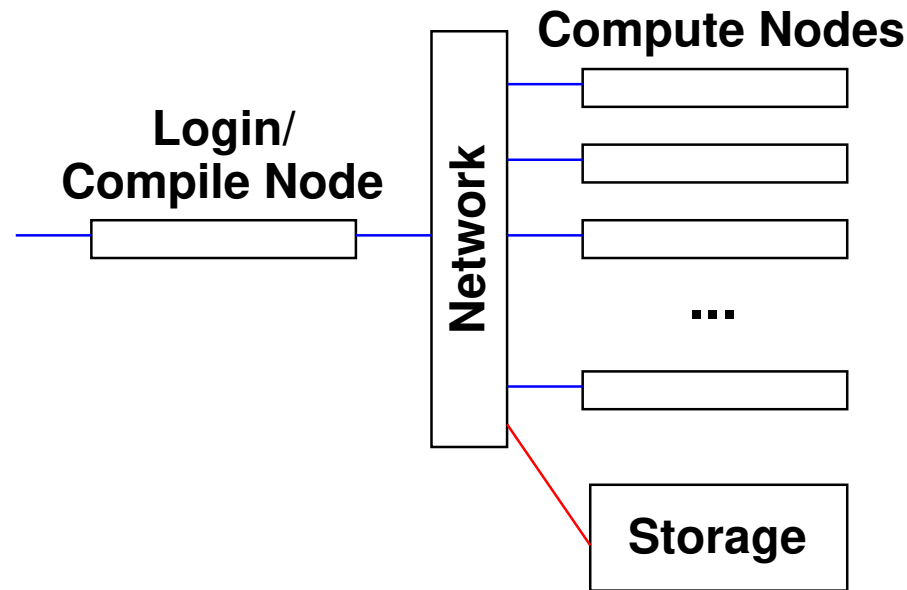 Compute Nodes
Login/
Compile Node
Network
...
Storage